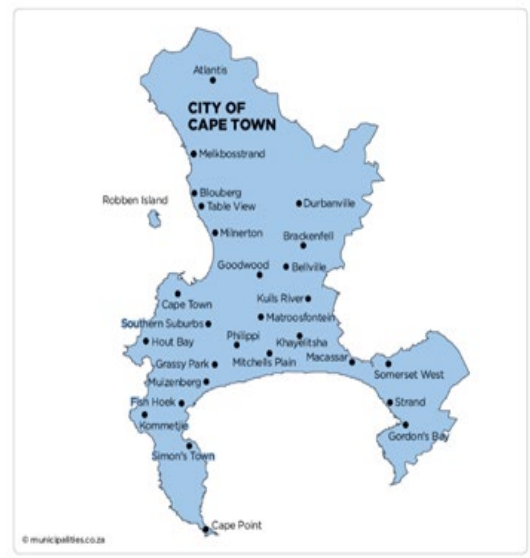 Atlantis
CITY OF
CAPE TOWN
Melkbosstrand
Blouberg
Robben Island
Table View
Durbanville
Milnerton
Brackenfell
Goodwood
Bellville
Kuils River
Cape Town
Matroosfontein
Southern Suburbs
Philippi
Khayelitsha
Hout Bay
Mitchells Plain
Macassar
Grassy Park
Somerset West
Muizenberg
Fish Hoek
Strand
Kommetjie
Gordon's Bay
Simon's Town
Cape Point
© municipalities.co.za